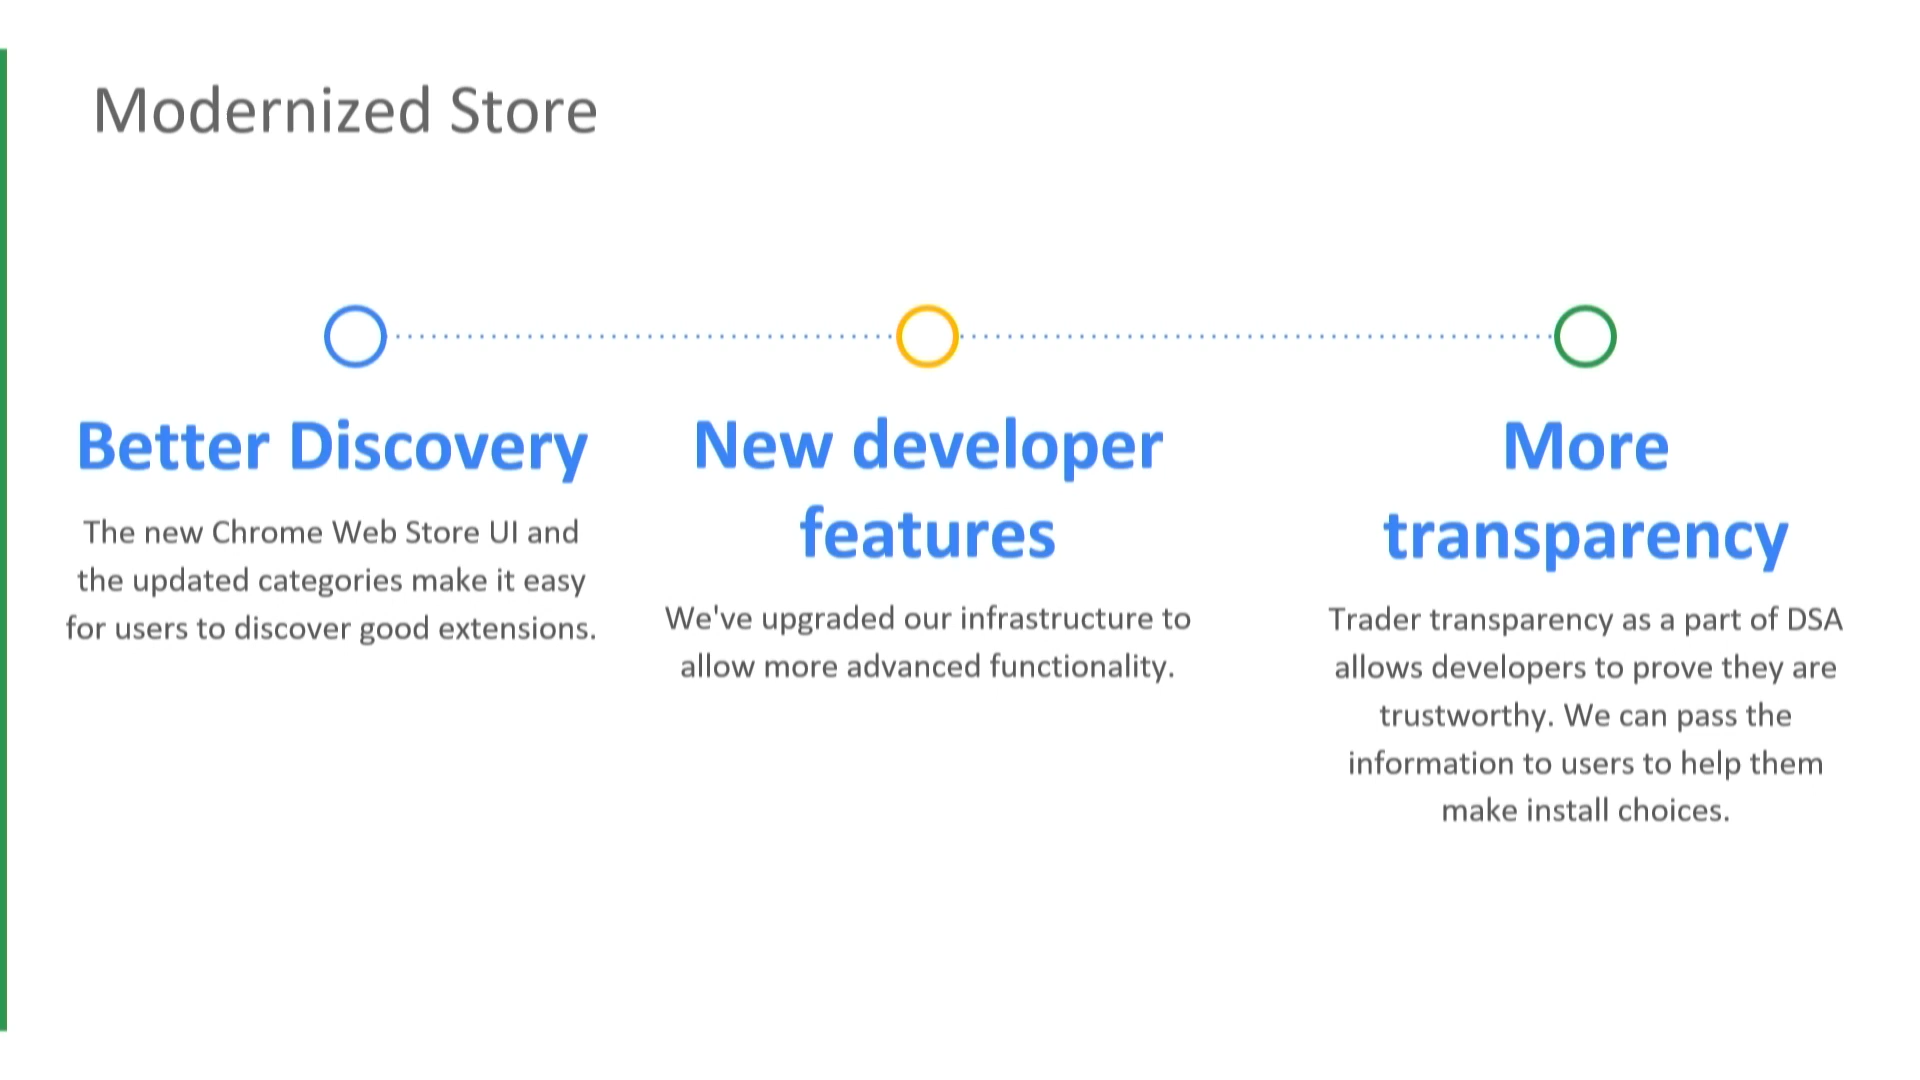 Modernized Store
Better Discovery
The new Chrome Web Store UI and
the updated categories make it easy
for users to discover good extensions.
New developer
features
We've upgraded our infrastructure to
allow more advanced functionality.
More
transparency
Trader transparency as a part of DSA
allows developers to prove they are
trustworthy. We can pass the
information to users to help them
make install choices.